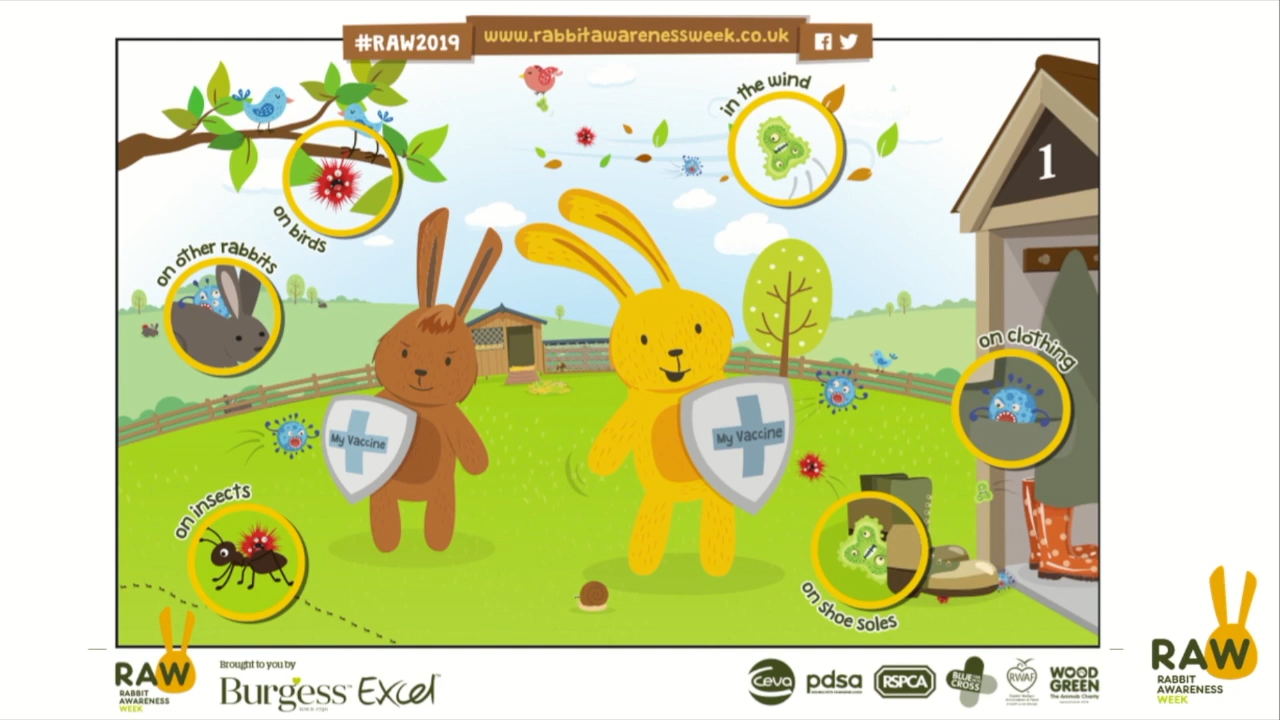 #RAW2019
www.rabbitawarenessweek.co.uk
in the wind
on birds
on other rabbits
1
on clothing
My Vaccine
My Vaccine
on insects
on shoe soles
RAW
RABBIT
AWARENESS
WEEK
Brought to you by
Burgess Excel
SINCE 1730
Ceva
pdsa
RSPCA
BLUE
CROSS
RWAF
WOOD
GREEN
The Animals Charity
RAW
RABBIT
AWARENESS
WEEK